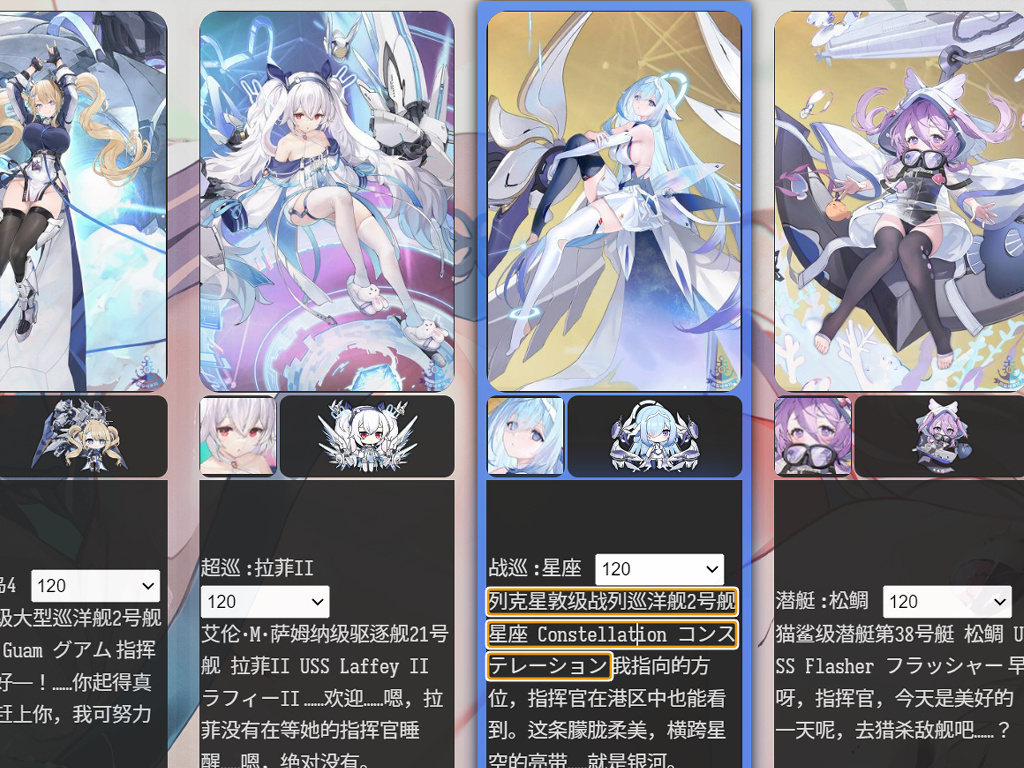 岛4 120
级大型巡洋舰2号舰
Guam グアム 指挥
好—！……你起得真
赶上你，我可努力
超巡:拉菲II
120
艾伦·M·萨姆纳级驱逐舰21号
舰 拉菲II USS Laffey II
ラフィーII……欢迎……嗯，拉
菲没有在等她的指挥官睡
醒……嗯，绝对没有。
战巡:星座 120
列克星敦级战列巡洋舰2号舰
星座 Constellation コンス
テレーション我指向的方
位，指挥官在港区中也能看
到。这条朦胧柔美，横跨星
空的亮带……就是银河。
潜艇:松鲷 120
猫鲨级潜艇第38号艇 松鲷 U
SS Flasher フラッシャー早
呀，指挥官，今天是美好的
一天呢，去猎杀敌舰吧……？